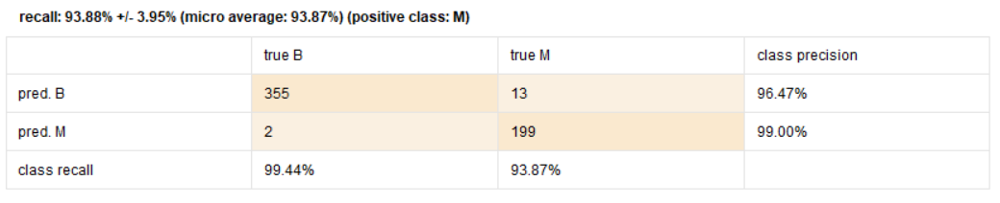 recall: 93.88% +/- 3.95% (micro average: 93.87%) (positive class: M)
true B true M class precision
pred. B 355 13 96.47%
pred. M 2 199 99.00%
class recall 99.44% 93.87%